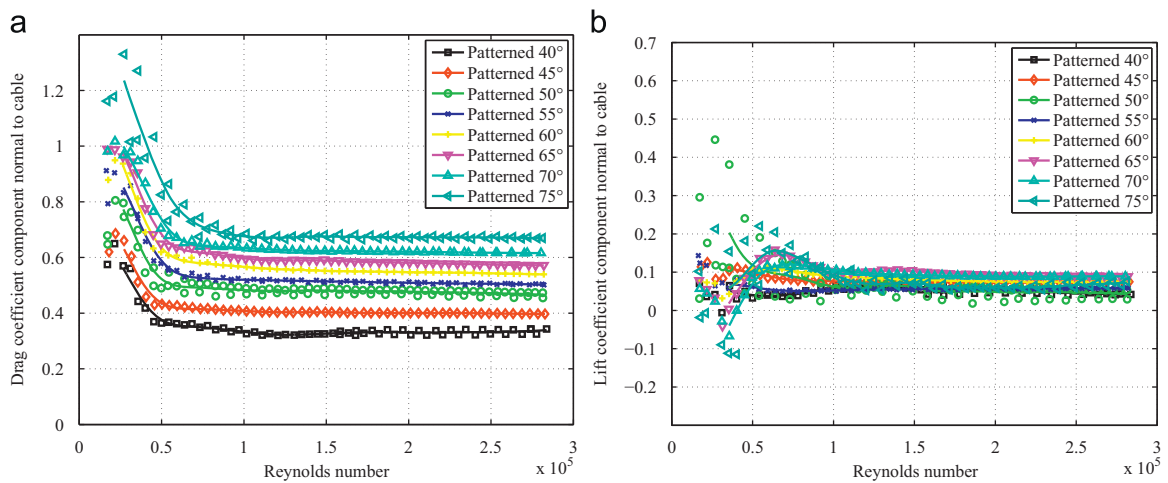 a
Drag coefficient component normal to cable
1.2
1
0.8
0.6
0.4
0.2
0
0
0.5
1
1.5
2
2.5
3
x 10⁵
Reynolds number
Patterned 40°
Patterned 45°
Patterned 50°
Patterned 55°
Patterned 60°
Patterned 65°
Patterned 70°
Patterned 75°
b
Lift coefficient component normal to cable
0.7
0.6
0.5
0.4
0.3
0.2
0.1
0
−0.1
−0.2
0
0.5
1
1.5
2
2.5
3
x 10⁵
Reynolds number
Patterned 40°
Patterned 45°
Patterned 50°
Patterned 55°
Patterned 60°
Patterned 65°
Patterned 70°
Patterned 75°